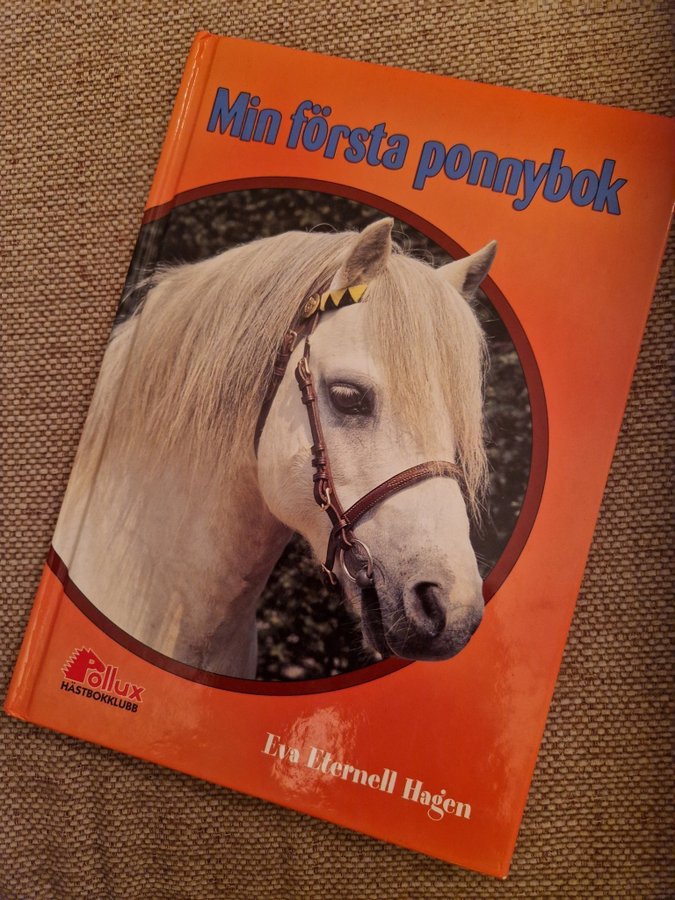 Min första ponnybok
Pollux
HÄSTBOKKLUBB
Eva Eternell Hagen